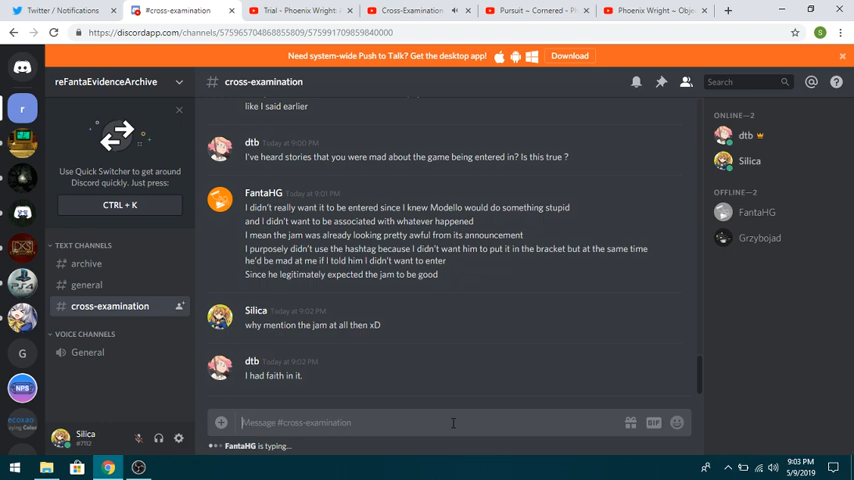 Twitter / Notifications
#cross-examination
Trial - Phoenix Wright ~
Cross-Examination
Pursuit ~ Cornered - Ph
Phoenix Wright ~ Obje
https://discordapp.com/channels/575965704868855809/575991709859840000
S
Need system-wide Push to Talk? Get the desktop app!
Download
reFantaEvidenceArchive
# cross-examination
Search
r
Use Quick Switcher to get around
Discord quickly. Just press:
CTRL + K
TEXT CHANNELS
# archive
# general
# cross-examination
VOICE CHANNELS
General
G
NPS
Silica
#7112
like I said earlier
dtb Today at 9:00 PM
I've heard stories that you were mad about the game being entered in? Is this true ?
FantaHG Today at 9:01 PM
I didn't really want it to be entered since I knew Modello would do something stupid
and I didn't want to be associated with whatever happened
I mean the jam was already looking pretty awful from its announcement
I purposely didn't use the hashtag because I didn't want him to put it in the bracket but at the same time
he'd be mad at me if I told him I didn't want to enter
Since he legitimately expected the jam to be good
Silica Today at 9:02 PM
why mention the jam at all then xD
dtb Today at 9:02 PM
I had faith in it.
Message #cross-examination
GIF
FantaHG is typing...
ONLINE—2
dtb
Silica
OFFLINE—2
FantaHG
Grzybojad
9:03 PM
5/9/2019